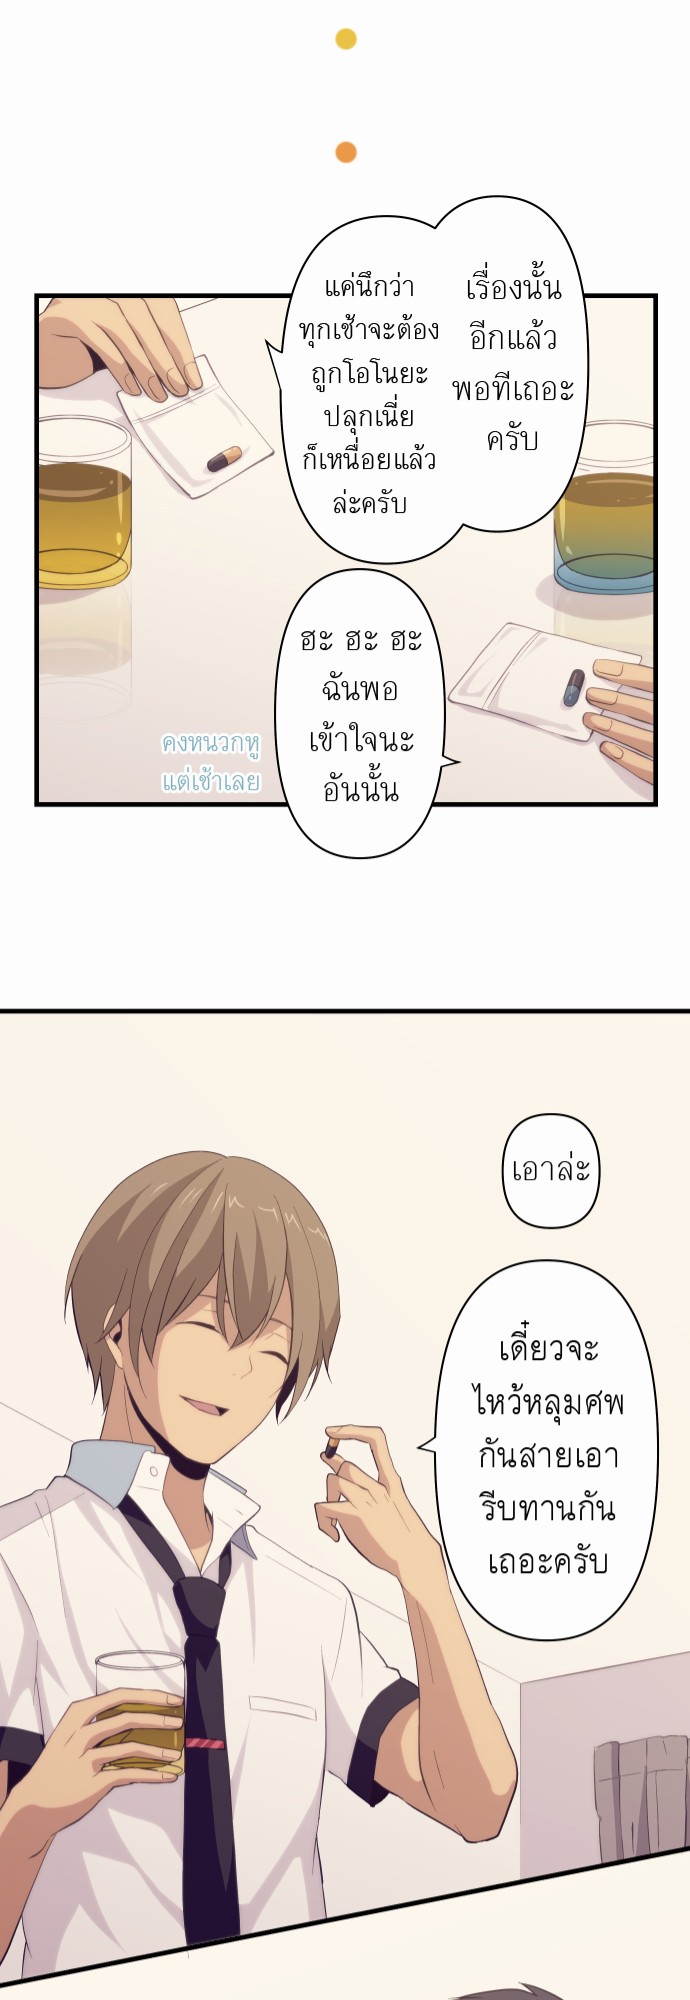 เรื่องนั้น
อีกแล้ว
พอทีเถอะ
ครับ
แค่นึกว่า
ทุกเช้าจะต้อง
ถูกโอโนยะ
ปลุกเนี่ย
ก็เหนื่อยแล้ว
ล่ะครับ
ฮะ ฮะ ฮะ
ฉันพอ
เข้าใจนะ
อันนั้น
คงหนวกหู
แต่เช้าเลย
เอาล่ะ
เดี๋ยวจะ
ไหว้หลุมศพ
กันสายเอา
รีบทานกัน
เถอะครับ